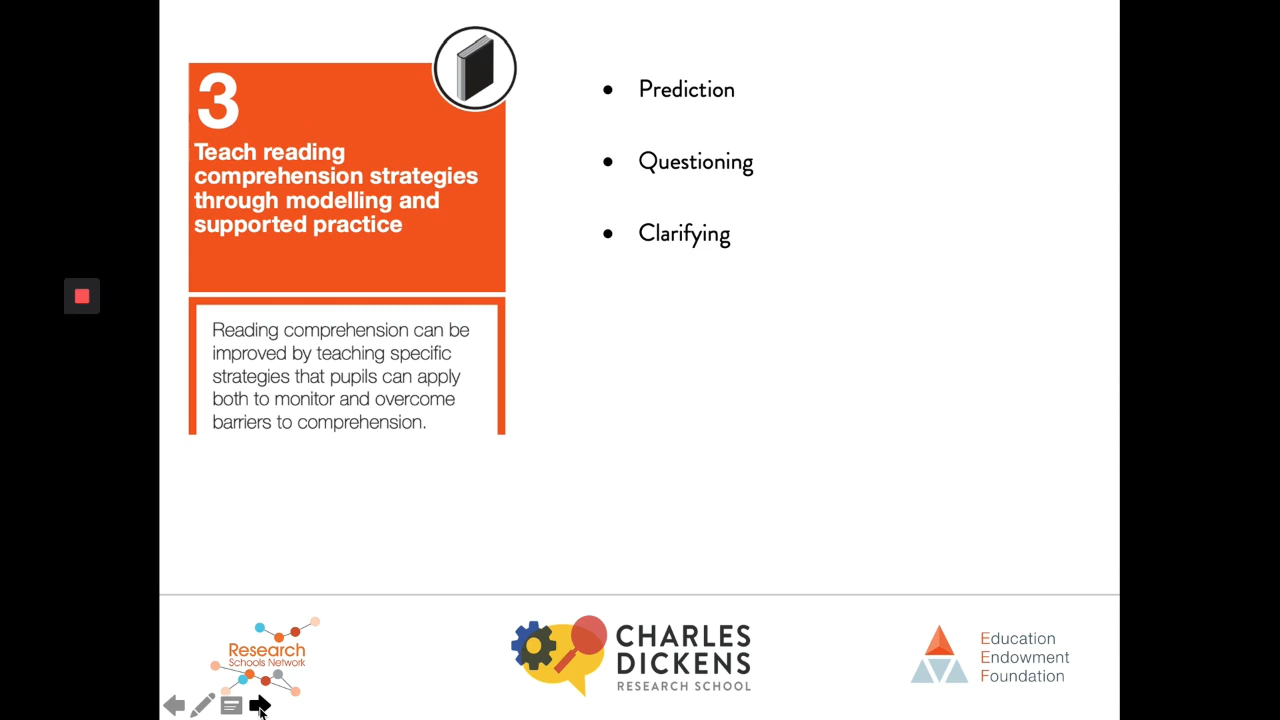 3
Teach reading
comprehension strategies
through modelling and
supported practice
Reading comprehension can be
improved by teaching specific
strategies that pupils can apply
both to monitor and overcome
barriers to comprehension.
• Prediction
• Questioning
• Clarifying
Research
Schools Network
CHARLES
DICKENS
RESEARCH SCHOOL
Education
Endowment
Foundation